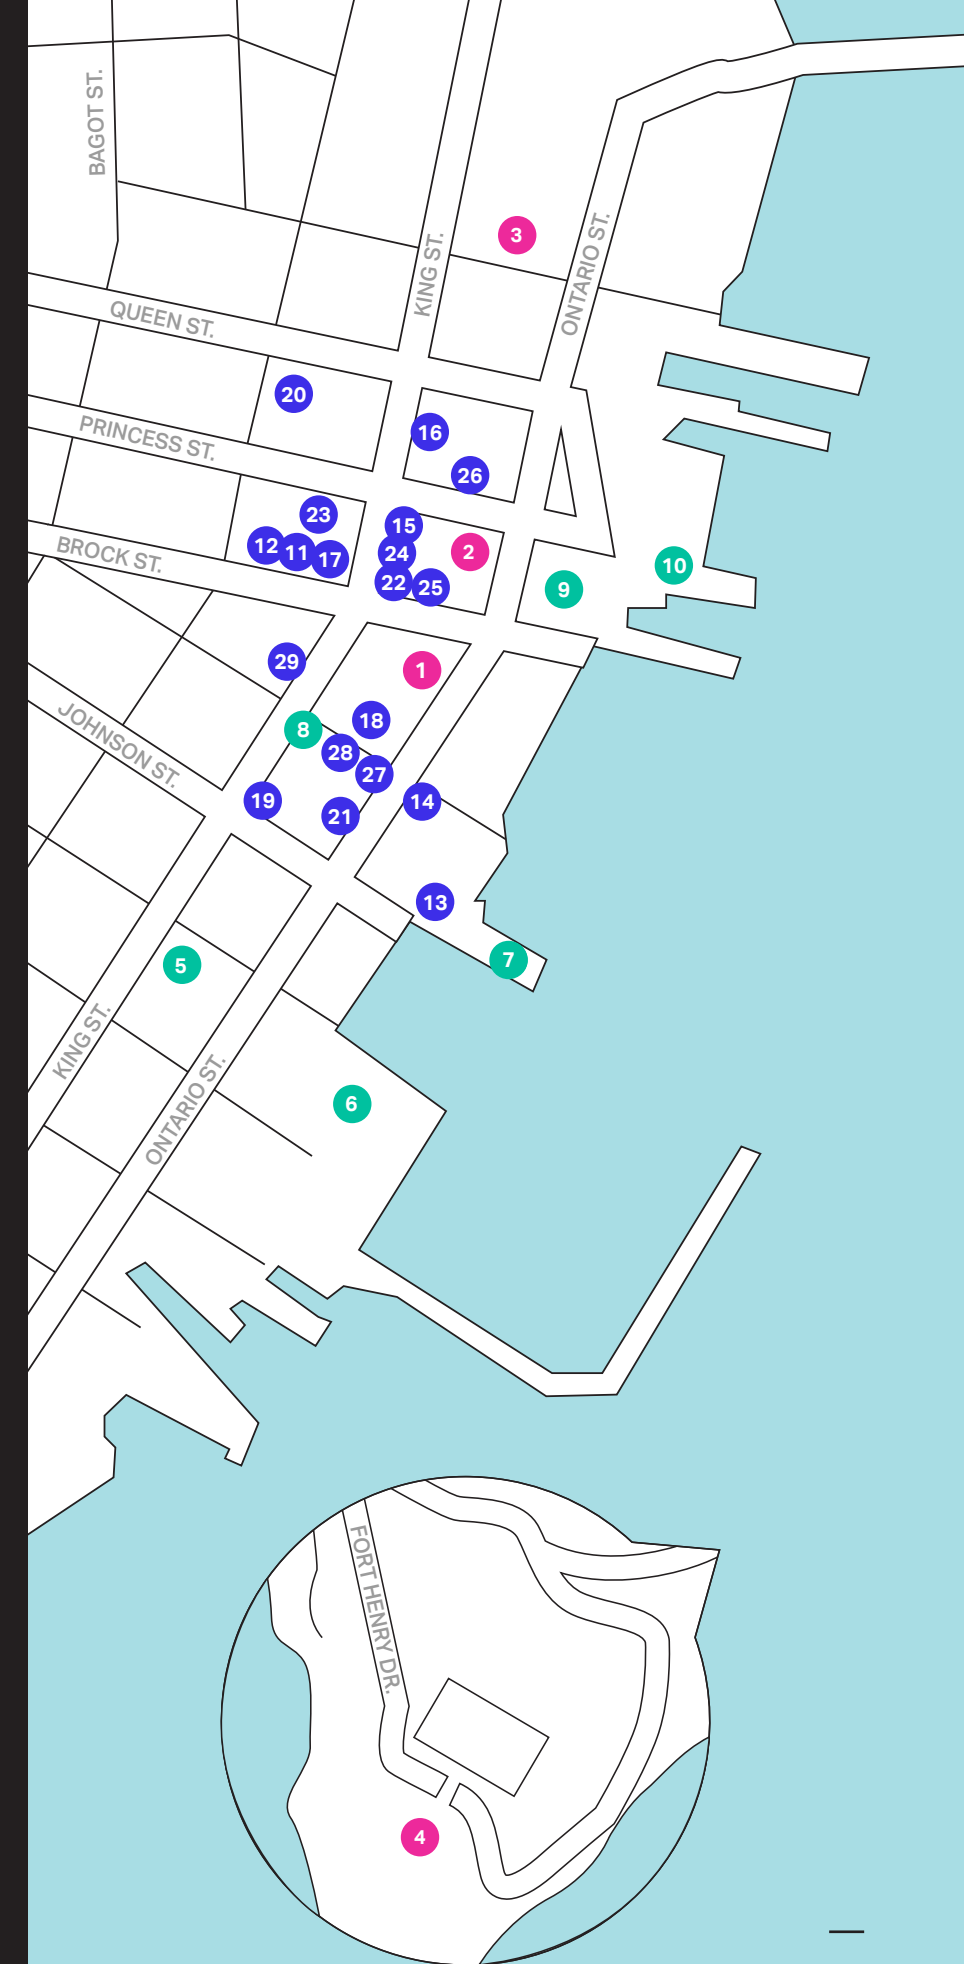 BAGOT ST.
3
KING ST.
ONTARIO ST.
QUEEN ST.
20
16
PRINCESS ST.
26
23
15
12
11
17
24
2
BROCK ST.
22
25
9
10
29
1
8
18
28
JOHNSON ST.
27
19
21
14
13
7
5
KING ST.
ONTARIO ST.
6
FORT HENRY DR.
4